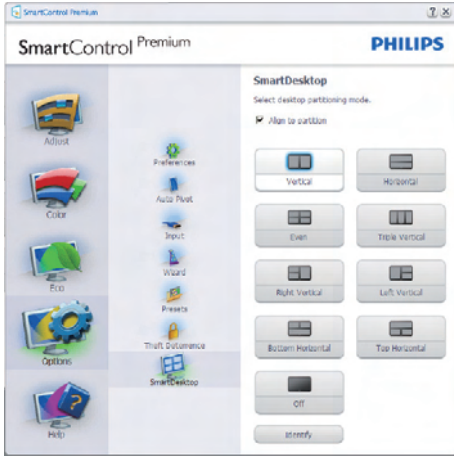 SmartControl Premium
SmartControl Premium
PHILIPS
Adjust
Color
Eco
Options
Help
Preferences
Auto Pivot
Input
Wizard
Presets
Theft Deterrence
SmartDesktop
SmartDesktop
Select desktop partitioning mode.
Align to partition
Vertical
Horizontal
Even
Triple Vertical
Right Vertical
Left Vertical
Bottom Horizontal
Top Horizontal
Off
Identify